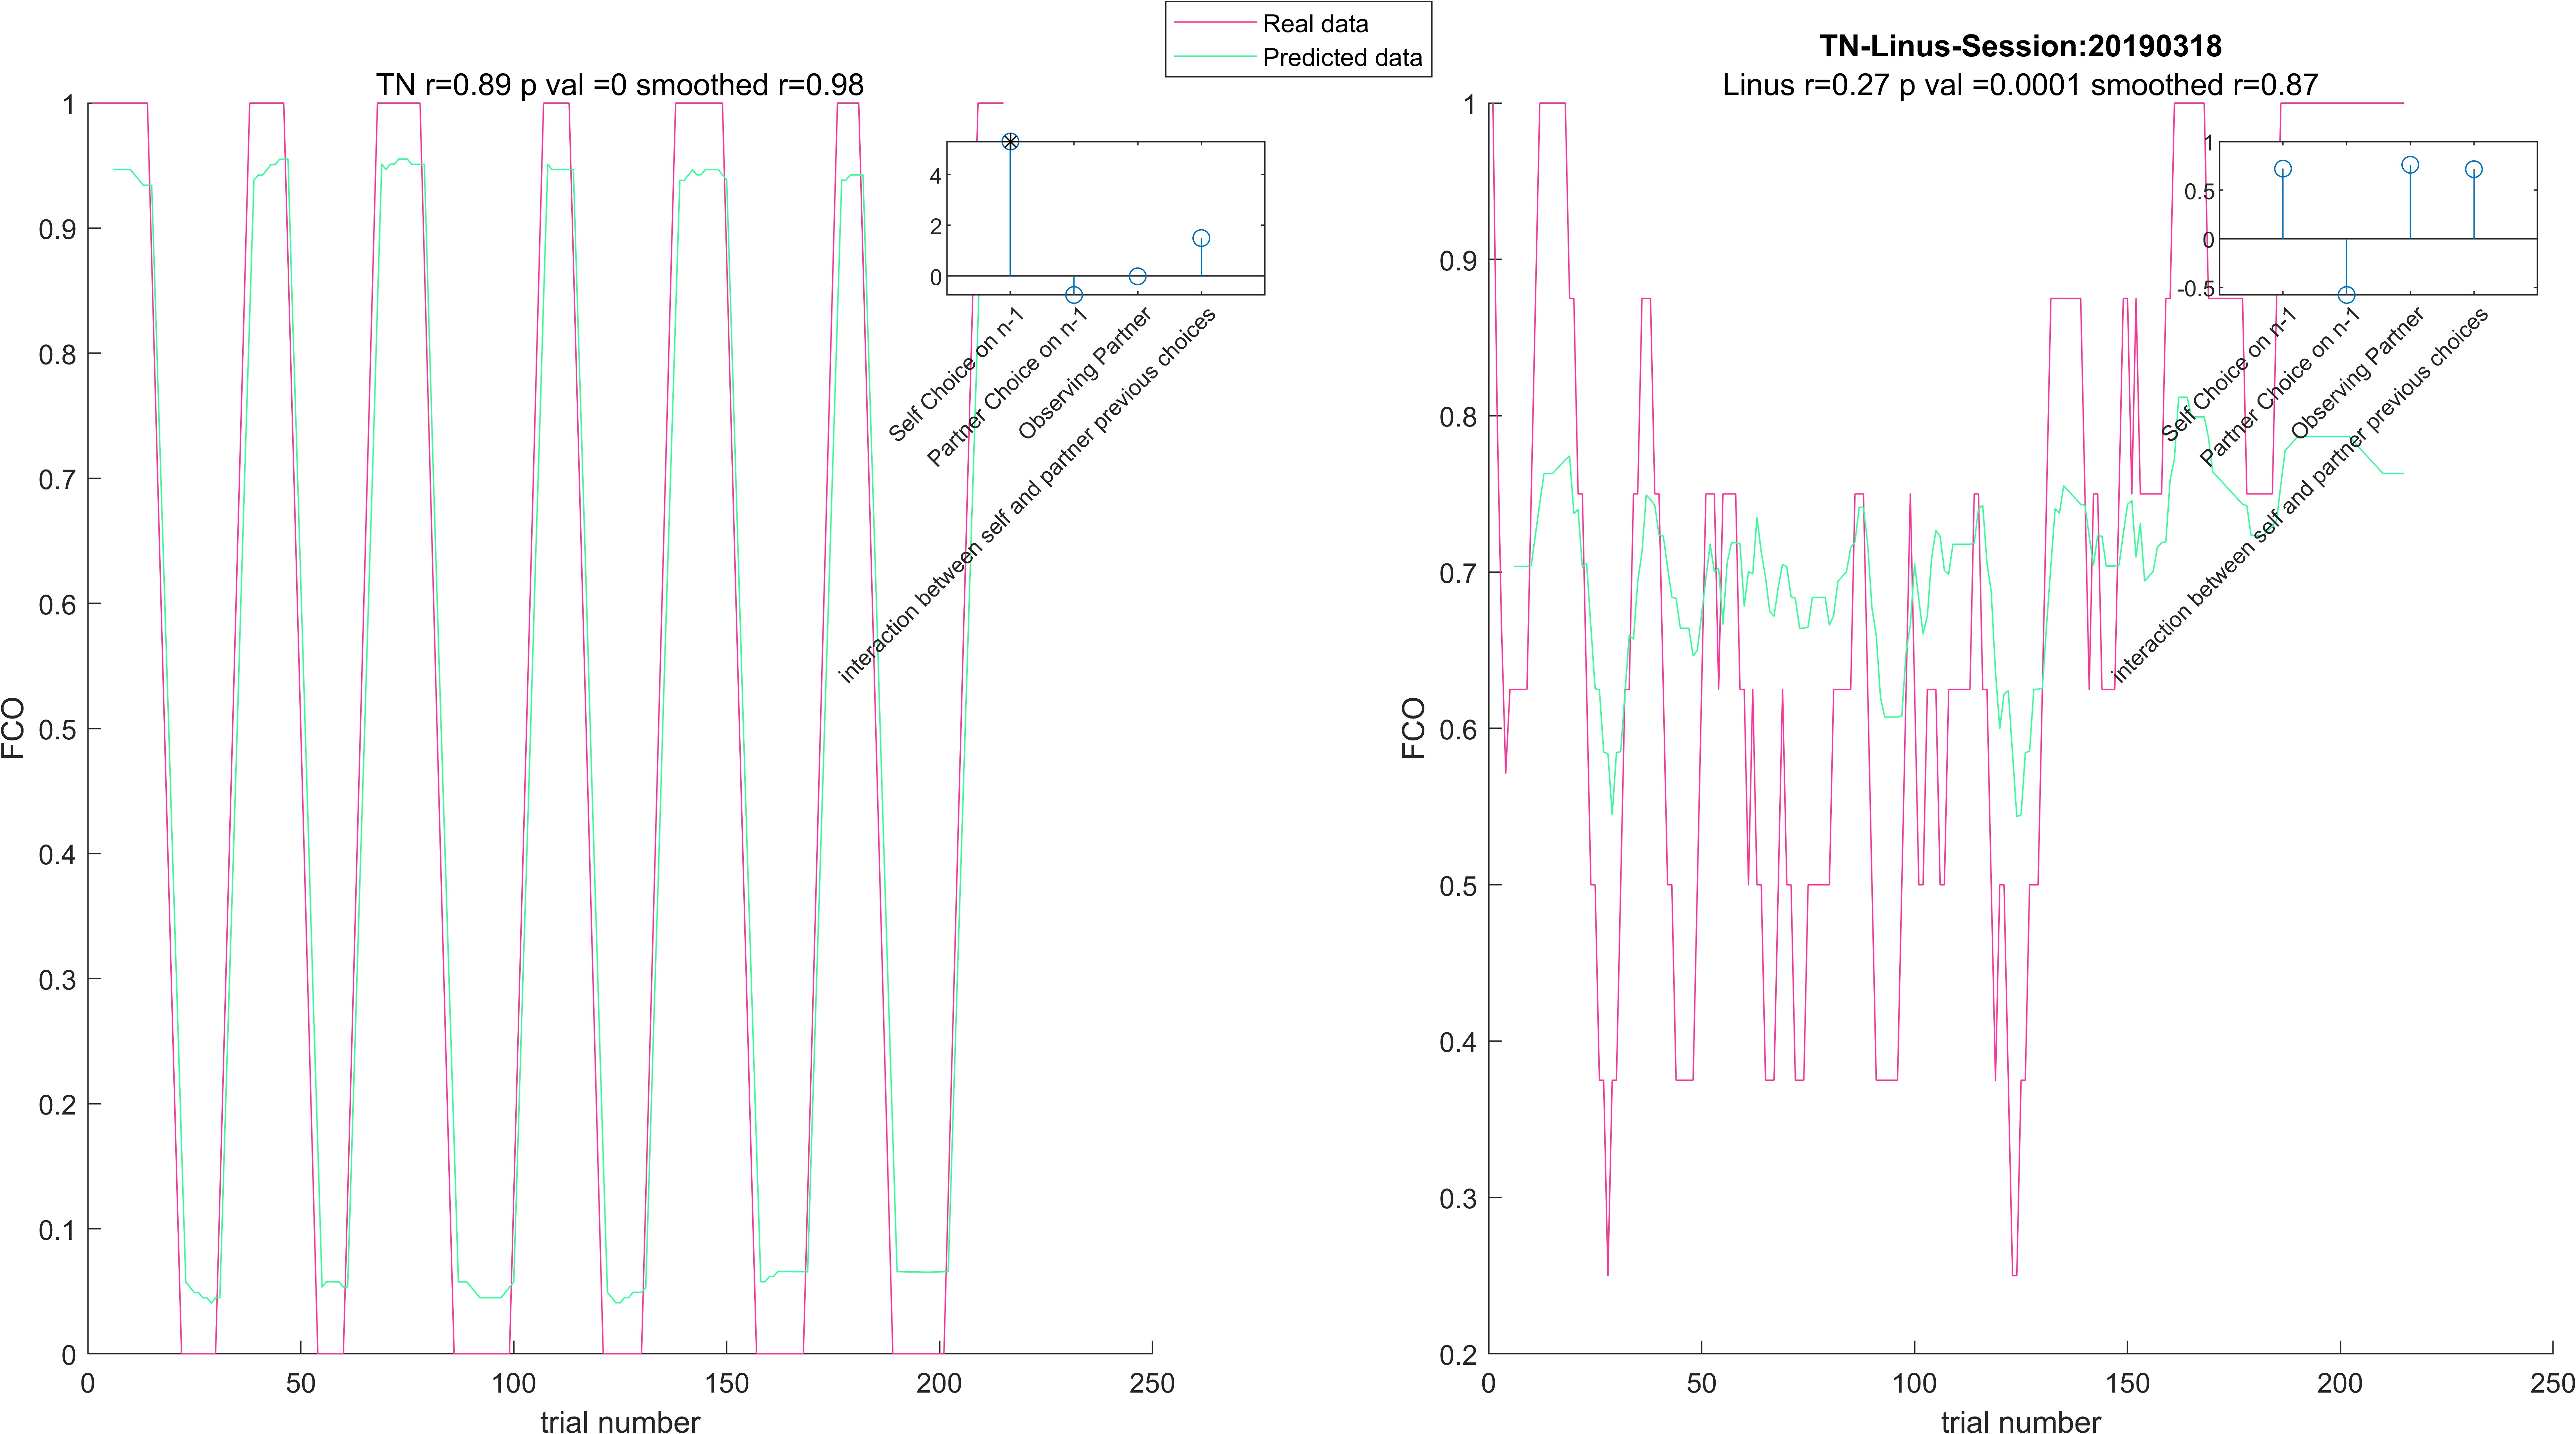 Real data
Predicted data
TN r=0.89 p val =0 smoothed r=0.98
1
0.9
0.8
0.7
0.6
0.5
0.4
0.3
0.2
0.1
0
FCO
0
50
100
150
200
250
trial number
4
2
0
Self Choice on n-1
Partner Choice on n-1
Observing Partner
interaction between self and partner previous choices
TN-Linus-Session:20190318
Linus r=0.27 p val =0.0001 smoothed r=0.87
1
0.9
0.8
0.7
0.6
0.5
0.4
0.3
0.2
FCO
0
50
100
150
200
250
trial number
1
0.5
0
-0.5
Self Choice on n-1
Partner Choice on n-1
Observing Partner
interaction between self and partner previous choices